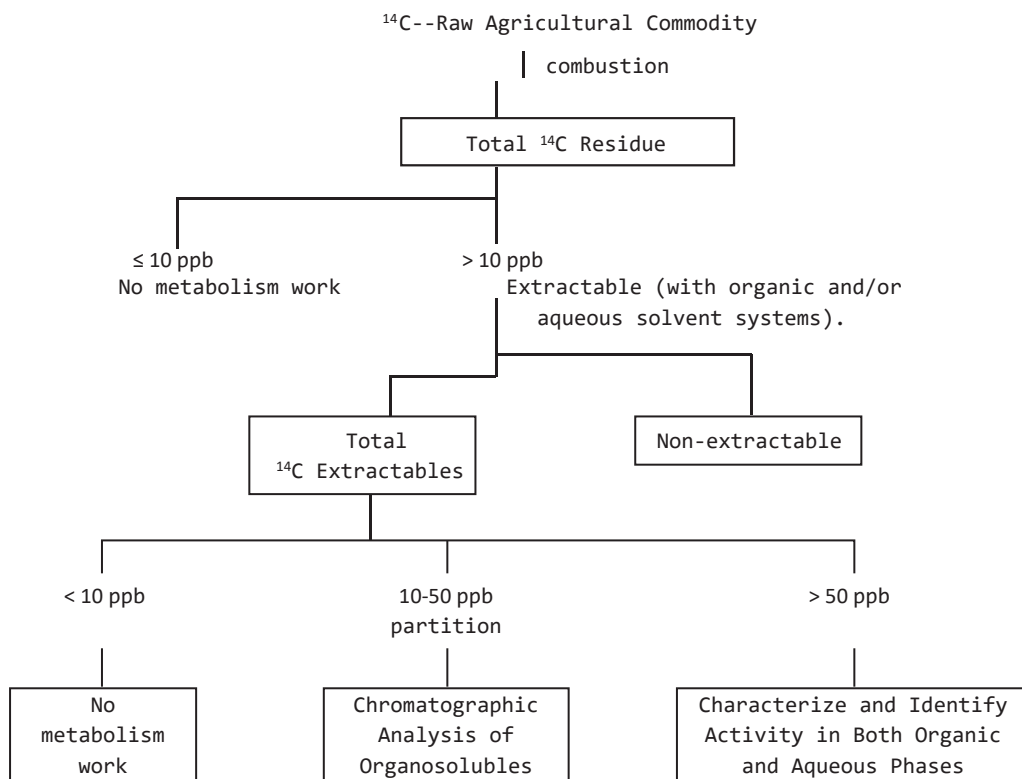 ¹⁴C--Raw Agricultural Commodity
combustion
Total ¹⁴C Residue
≤ 10 ppb
No metabolism work
> 10 ppb
Extractable (with organic and/or
aqueous solvent systems).
Total
¹⁴C Extractables
Non-extractable
< 10 ppb
10-50 ppb
partition
> 50 ppb
No
metabolism
work
Chromatographic
Analysis of
Organosolubles
Characterize and Identify
Activity in Both Organic
and Aqueous Phases